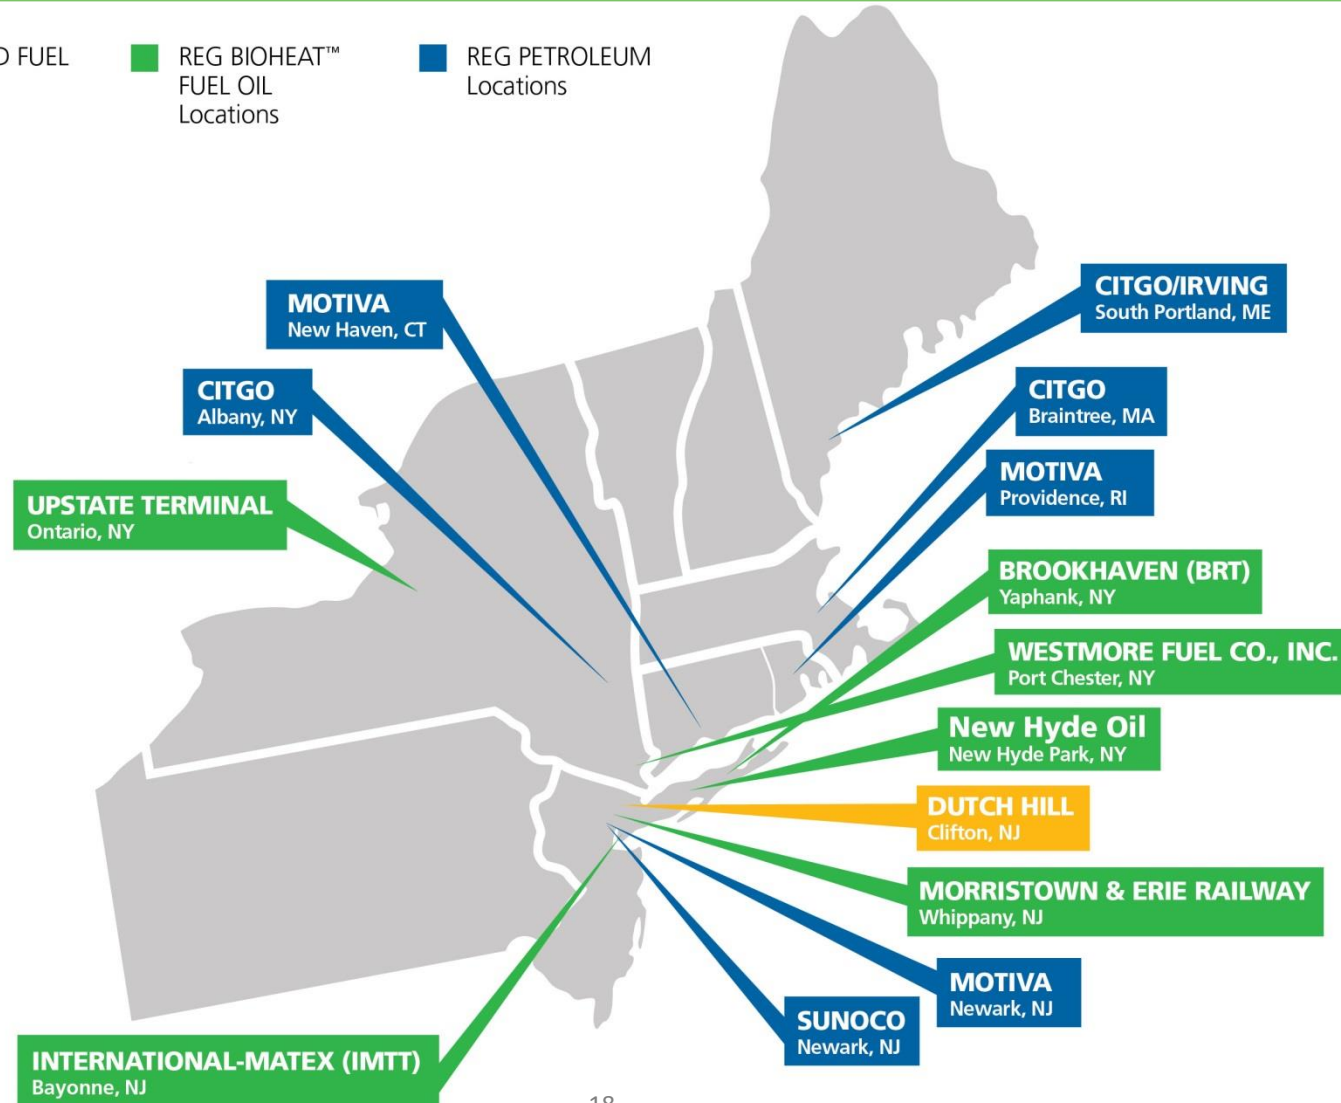 FUEL
REG BIOHEAT™
FUEL OIL
Locations
REG PETROLEUM
Locations
MOTIVA
New Haven, CT
CITGO
Albany, NY
UPSTATE TERMINAL
Ontario, NY
CITGO/IRVING
South Portland, ME
CITGO
Braintree, MA
MOTIVA
Providence, RI
BROOKHAVEN (BRT)
Yaphank, NY
WESTMORE FUEL CO., INC.
Port Chester, NY
New Hyde Oil
New Hyde Park, NY
DUTCH HILL
Clifton, NJ
MORRISTOWN & ERIE RAILWAY
Whippany, NJ
MOTIVA
Newark, NJ
SUNOCO
Newark, NJ
INTERNATIONAL-MATEX (IMTT)
Bayonne, NJ